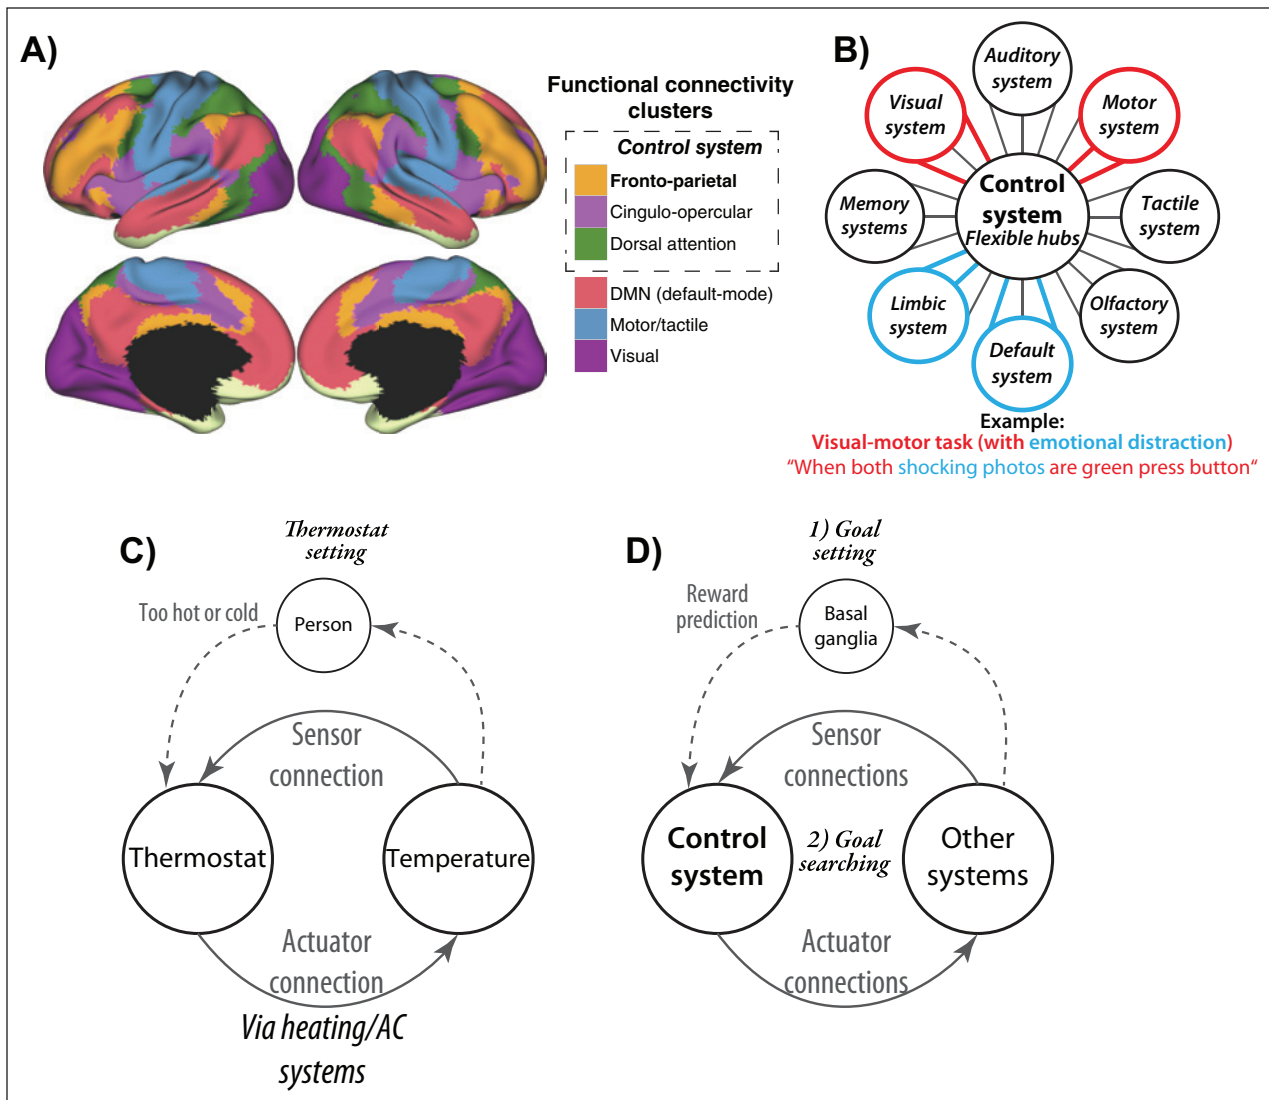 A)
Functional connectivity
clusters
Control system
Fronto-parietal
Cingulo-opercular
Dorsal attention
DMN (default-mode)
Motor/tactile
Visual
B)
Auditory
system
Visual
system
Motor
system
Memory
systems
Control
system
Flexible hubs
Tactile
system
Limbic
system
Olfactory
system
Default
system
Example:
Visual-motor task (with emotional distraction)
“When both shocking photos are green press button“
C)
Thermostat
setting
Too hot or cold
Person
Sensor
connection
Thermostat
Temperature
Actuator
connection
Via heating/AC
systems
D)
1) Goal
setting
Reward
prediction
Basal
ganglia
Sensor
connections
Control
system
2) Goal
searching
Other
systems
Actuator
connections